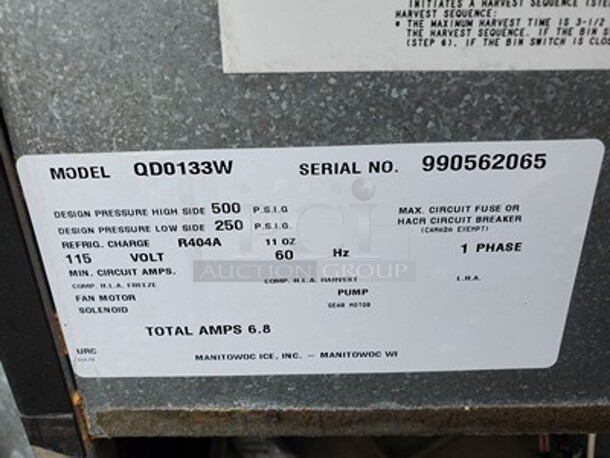 INITIATES A HARVEST SEQUENCE (STE
HARVEST SEQUENCE:
• THE MAXIMUM HARVEST TIME IS 3-1/2
THE HARVEST SEQUENCE. IF THE BIN S
(STEP 6). IF THE BIN SWITCH IS CLOS
MODEL QD0133W SERIAL NO. 990562065
DESIGN PRESSURE HIGH SIDE 500 P.S.I.G
DESIGN PRESSURE LOW SIDE 250 P.S.I.G.
MAX. CIRCUIT FUSE OR
HACR CIRCUIT BREAKER
(CANADA EXEMPT)
REFRIG. CHARGE R404A 11 OZ
115 VOLT 60 Hz 1 PHASE
MIN. CIRCUIT AMPS.
COMP. R.L.A. FREEZE COMP. R.L.A. HARVEST L.R.A.
FAN MOTOR PUMP
SOLENOID GEAR MOTOR
TOTAL AMPS 6.8
URC
MANITOWOC ICE, INC. – MANITOWOC WI
PCI
AUCTION GROUP